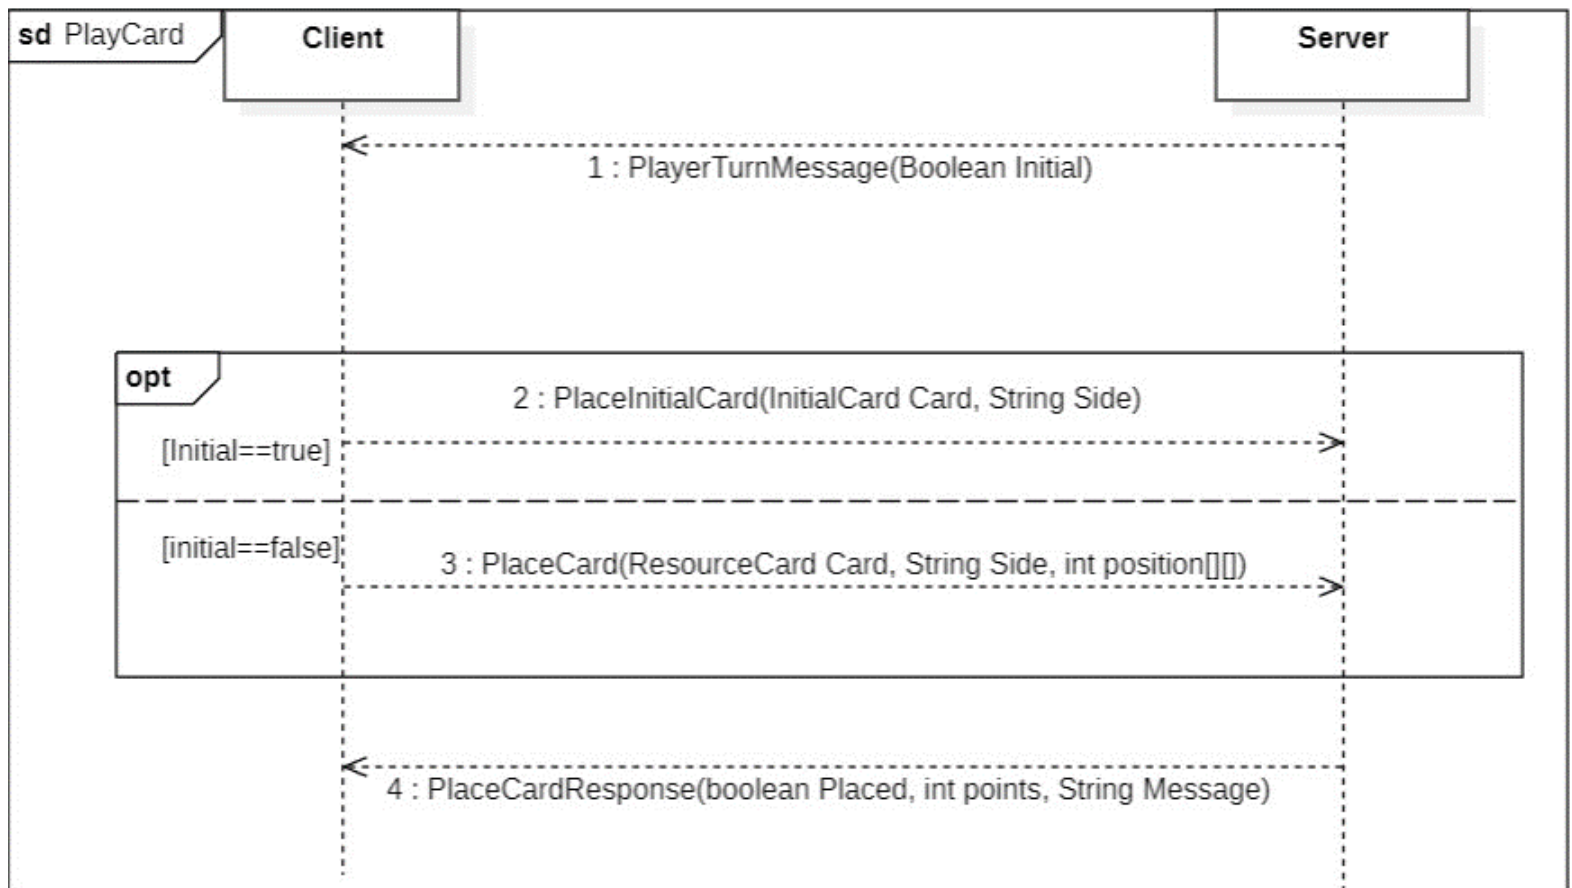 sd PlayCard
Client
Server
1 : PlayerTurnMessage(Boolean Initial)
opt
2 : PlaceInitialCard(InitialCard Card, String Side)
[Initial==true]
[initial==false]
3 : PlaceCard(ResourceCard Card, String Side, int position[][])
4 : PlaceCardResponse(boolean Placed, int points, String Message)